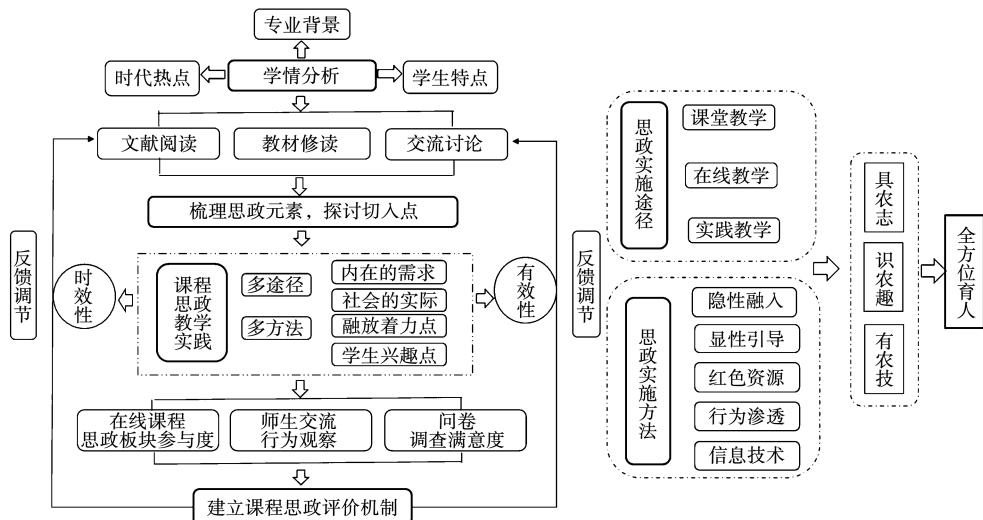 专业背景
时代热点
学情分析
学生特点
文献阅读
教材修读
交流讨论
梳理思政元素，探讨切入点
反馈调节
时效性
课程
思政
教学
实践
多途径
多方法
内在的需求
社会的实际
融放着力点
学生兴趣点
有效性
反馈调节
在线课程
思政板块参与度
师生交流
行为观察
问卷
调查满意度
建立课程思政评价机制
思政实施途径
课堂教学
在线教学
实践教学
思政实施方法
隐性融入
显性引导
红色资源
行为渗透
信息技术
具农志
识农趣
有农技
全方位育人